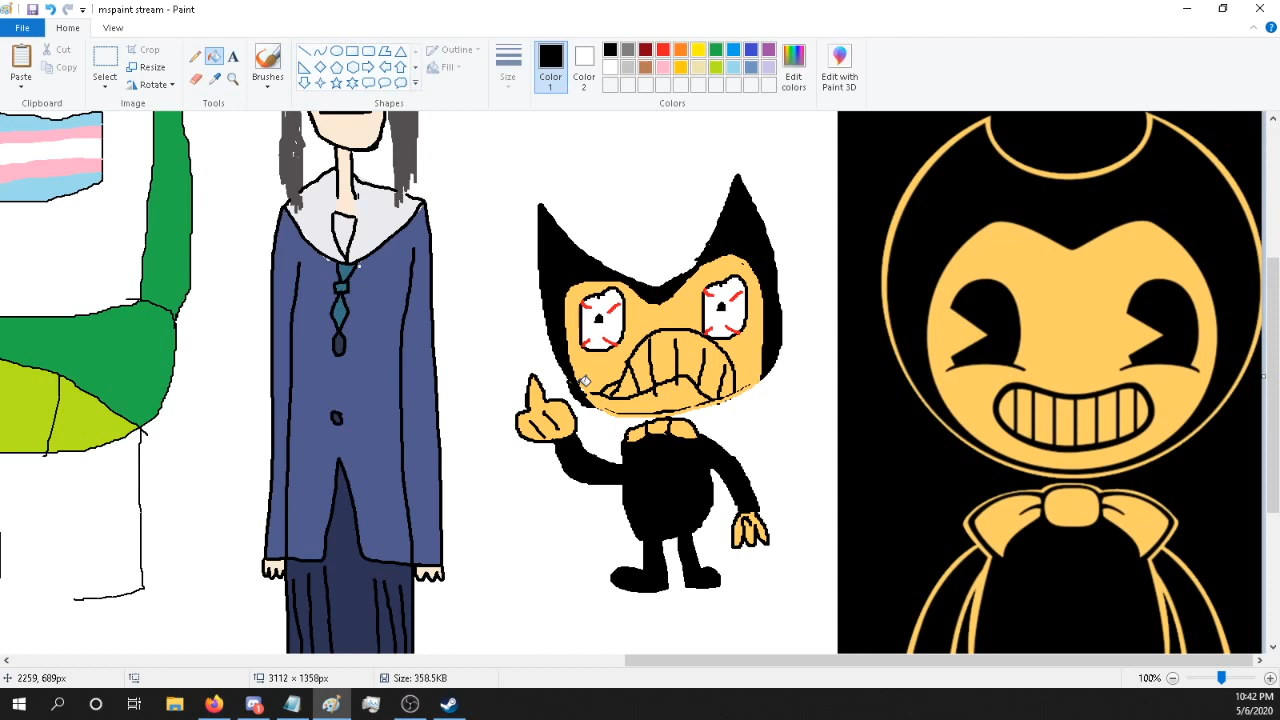 mspaint stream - Paint
File Home View
Cut Crop Outline
Copy Resize Fill
Paste Select Rotate A Brushes Size Color 1 Color 2 Edit colors Edit with Paint 3D
Clipboard Image Tools Shapes Colors
2259, 689px 3112 × 1358px Size: 358.5KB 100%
10:42 PM
5/6/2020